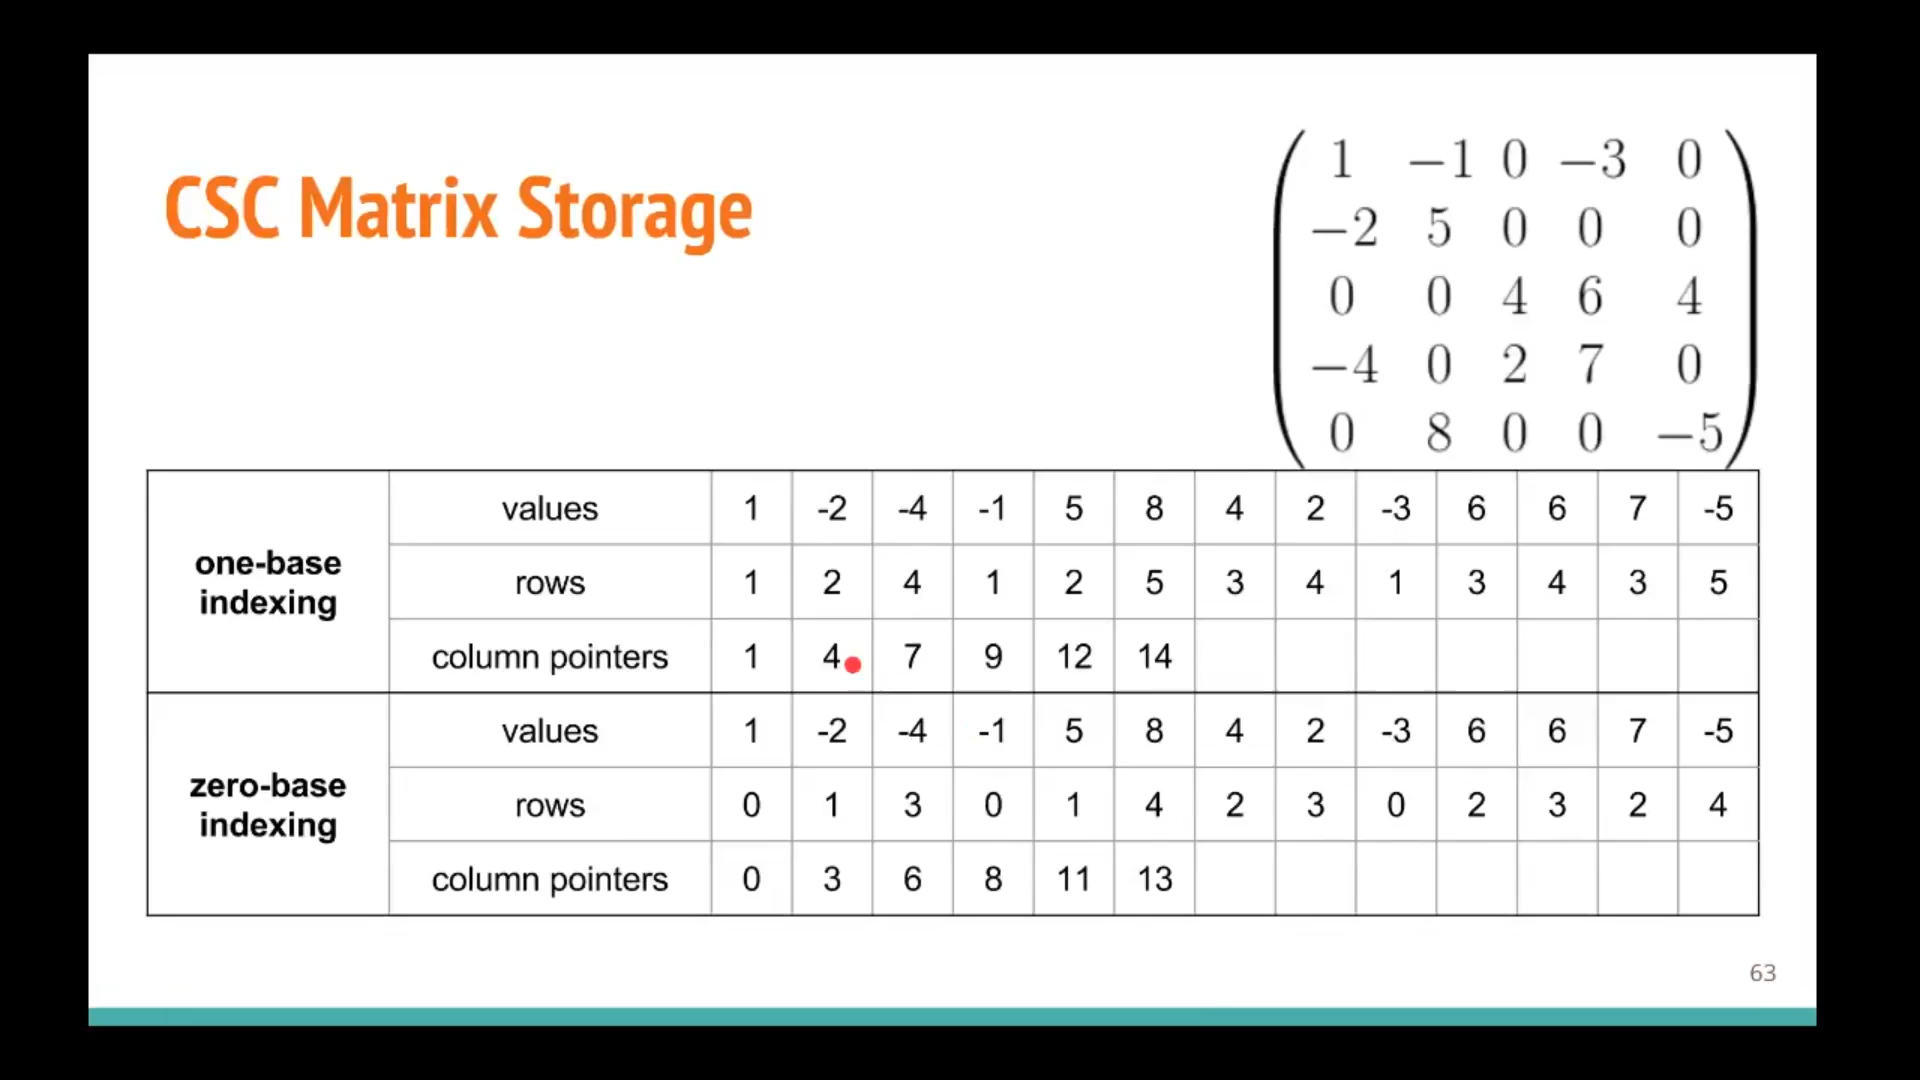 CSC Matrix Storage
1 −1 0 −3 0
−2 5 0 0 0
0 0 4 6 4
−4 0 2 7 0
0 8 0 0 −5
one-base indexing
values 1 -2 -4 -1 5 8 4 2 -3 6 6 7 -5
rows 1 2 4 1 2 5 3 4 1 3 4 3 5
column pointers 1 4 7 9 12 14
zero-base indexing
values 1 -2 -4 -1 5 8 4 2 -3 6 6 7 -5
rows 0 1 3 0 1 4 2 3 0 2 3 2 4
column pointers 0 3 6 8 11 13
63